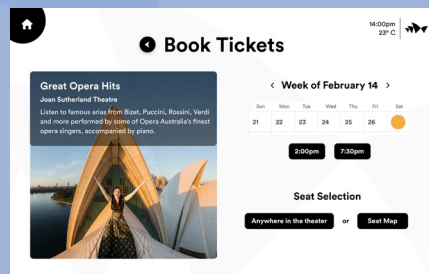 14:00pm
23° C
Book Tickets
Great Opera Hits
Joan Sutherland Theatre
Listen to famous arias from Bizet, Puccini, Rossini, Verdi
and more performed by some of Opera Australia's finest
opera singers, accompanied by piano.
< Week of February 14 >
Sun Mon Tue Wed Thu Fri Sat
21 22 23 24 25 26
2:00pm 7:30pm
Seat Selection
Anywhere in the theater or Seat Map